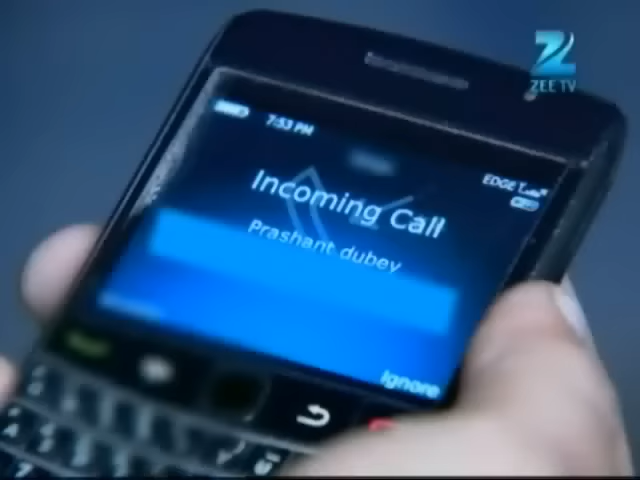 Z
ZEE TV
7:53 PM
EDGE
Incoming Call
Prashant dubey
Ignore